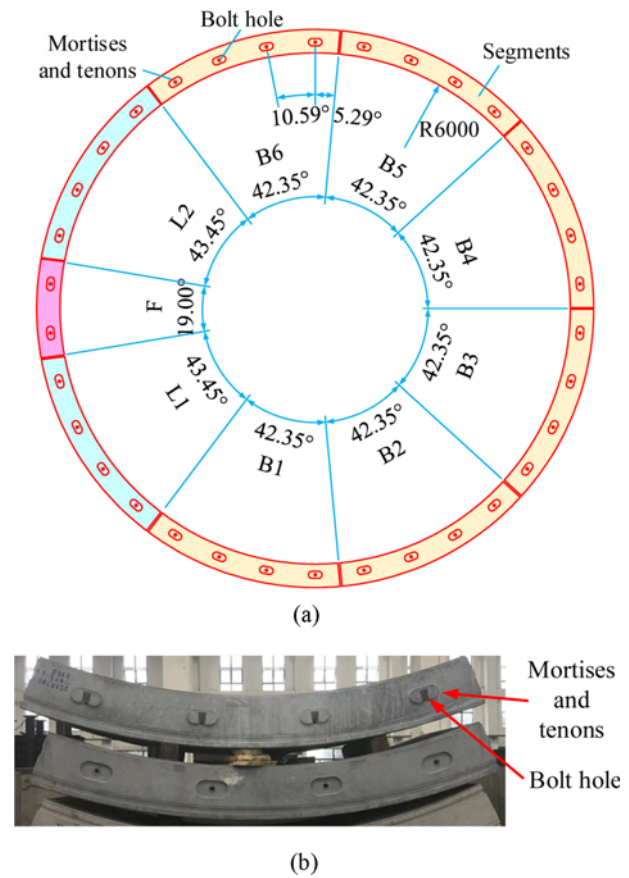 Bolt hole
Mortises
and tenons
Segments
10.59°
5.29°
R6000
B6
42.35°
B5
42.35°
L2
43.45°
B4
42.35°
F
19.00°
42.35°
B3
43.45°
L1
42.35°
B1
42.35°
B2
(a)
Mortises
and
tenons
Bolt hole
(b)